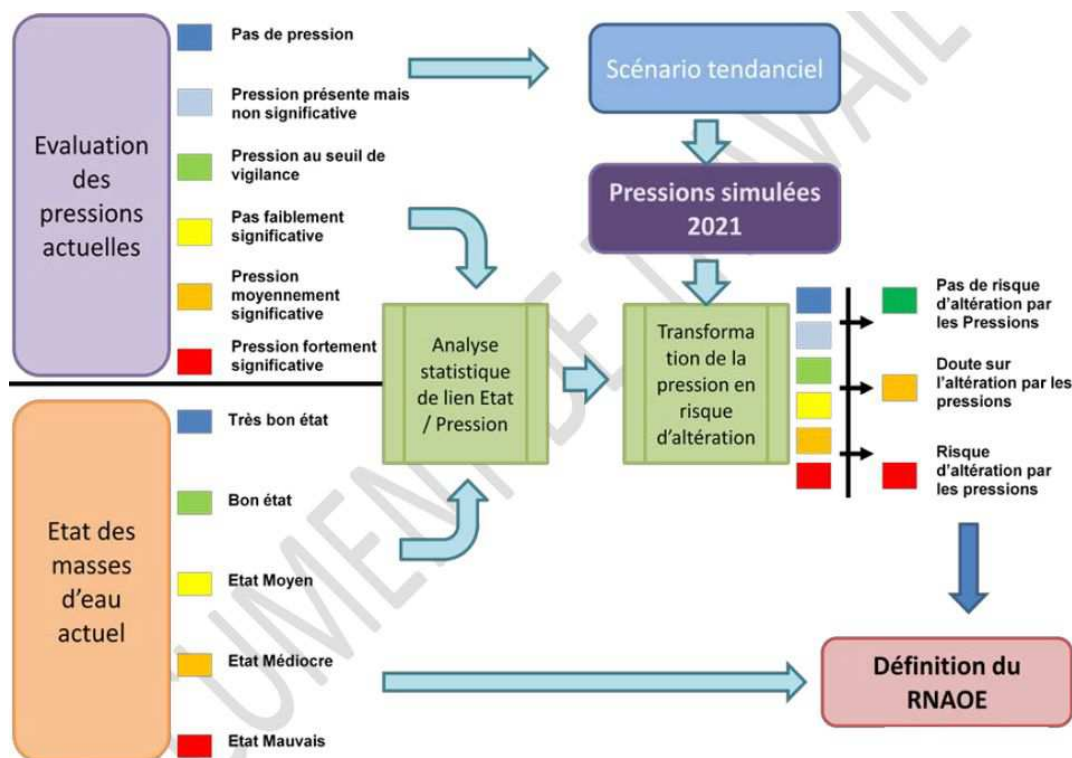 Evaluation
des
pressions
actuelles
Pas de pression
Pression présente mais
non significative
Pression au seuil de
vigilance
Pas faiblement
significative
Pression
moyennement
significative
Pression fortement
significative
Scénario tendanciel
Pressions simulées
2021
Analyse
statistique
de lien Etat
/ Pression
Transforma
tion de la
pression en
risque
d’altération
Pas de risque
d’altération par
les Pressions
Doute sur
l’altération par les
pressions
Risque
d’altération par
les pressions
Etat des
masses
d’eau
actuel
Très bon état
Bon état
Etat Moyen
Etat Médiocre
Etat Mauvais
Définition du
RNAOE